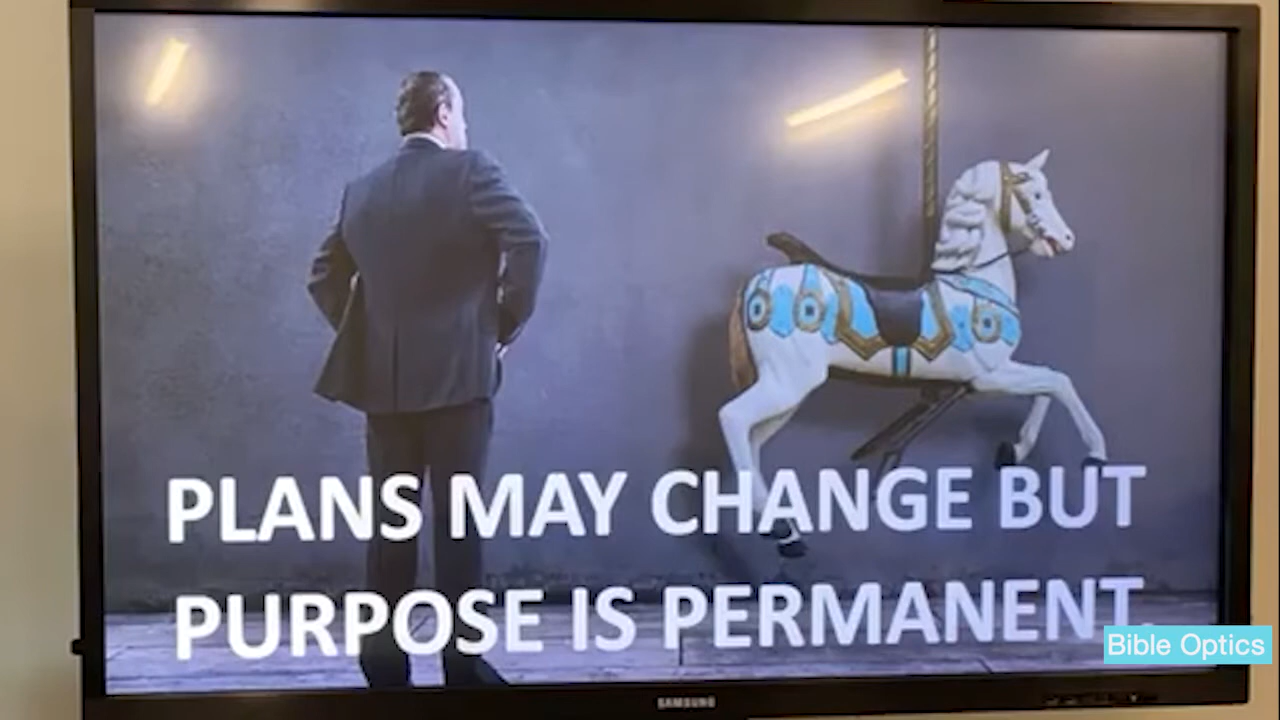 PLANS MAY CHANGE BUT
PURPOSE IS PERMANENT.
Bible Optics
SAMSUNG